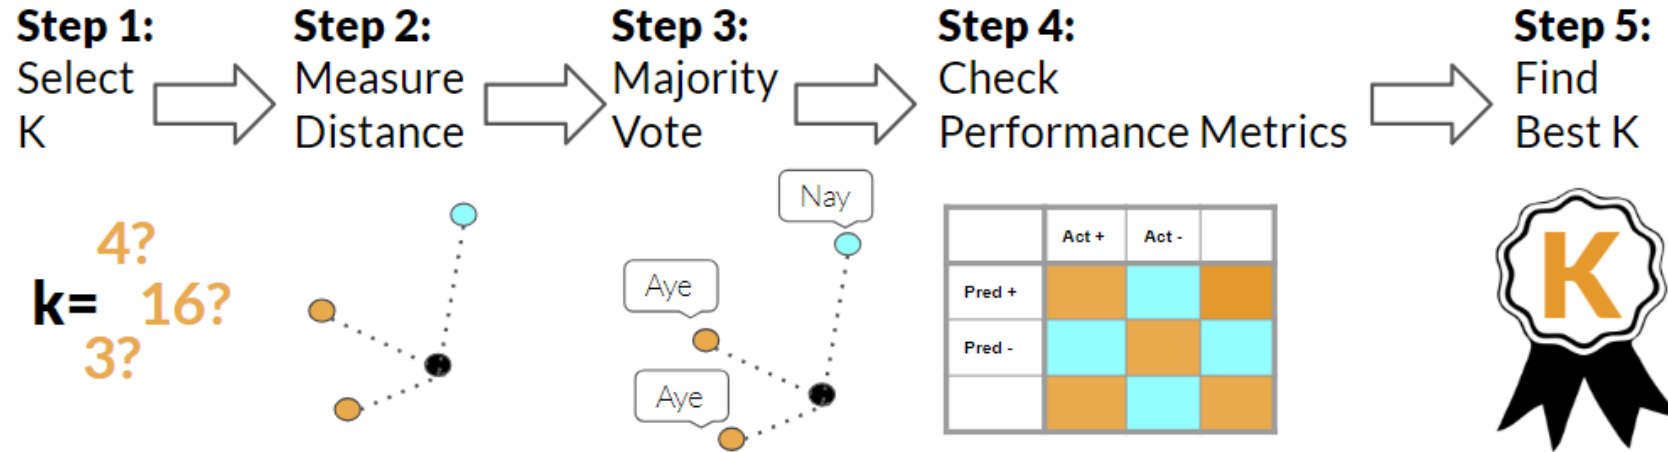 Step 1:
Select
K
Step 2:
Measure
Distance
Step 3:
Majority
Vote
Step 4:
Check
Performance Metrics
Step 5:
Find
Best K
4?
k= 16?
3?
Nay
Aye
Aye
Act + Act -
Pred +
Pred -
K